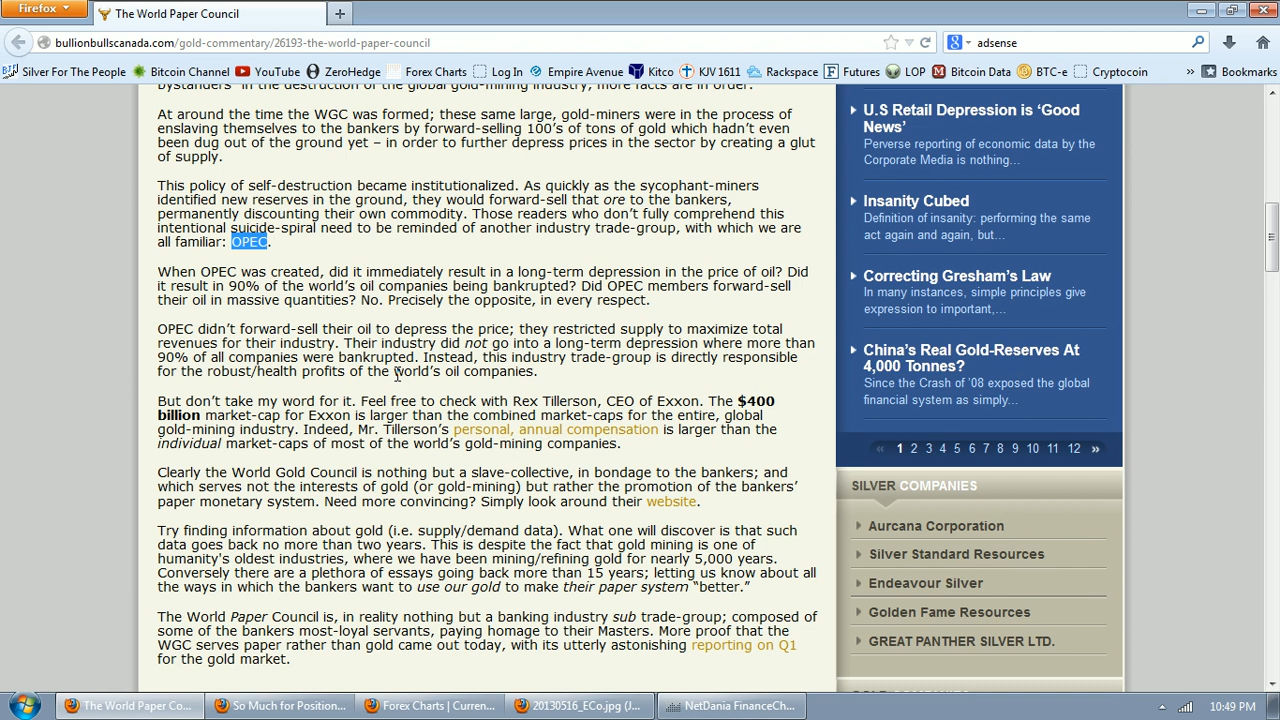 Firefox
The World Paper Council
bullionbullscanada.com/gold-commentary/26193-the-world-paper-council
adsense
Silver For The People
Bitcoin Channel
YouTube
ZeroHedge
Forex Charts
Log In
Empire Avenue
Kitco
KJV 1611
Rackspace
Futures
LOP
Bitcoin Data
BTC-e
Cryptocoin
»
Bookmarks
bystanders" in the destruction of the global gold-mining industry, more facts are in order.
At around the time the WGC was formed; these same large, gold-miners were in the process of
enslaving themselves to the bankers by forward-selling 100's of tons of gold which hadn't even
been dug out of the ground yet – in order to further depress prices in the sector by creating a glut
of supply.
This policy of self-destruction became institutionalized. As quickly as the sycophant-miners
identified new reserves in the ground, they would forward-sell that ore to the bankers,
permanently discounting their own commodity. Those readers who don't fully comprehend this
intentional suicide-spiral need to be reminded of another industry trade-group, with which we are
all familiar: OPEC.
When OPEC was created, did it immediately result in a long-term depression in the price of oil? Did
it result in 90% of the world's oil companies being bankrupted? Did OPEC members forward-sell
their oil in massive quantities? No. Precisely the opposite, in every respect.
OPEC didn't forward-sell their oil to depress the price; they restricted supply to maximize total
revenues for their industry. Their industry did not go into a long-term depression where more than
90% of all companies were bankrupted. Instead, this industry trade-group is directly responsible
for the robust/health profits of the world's oil companies.
But don't take my word for it. Feel free to check with Rex Tillerson, CEO of Exxon. The $400
billion market-cap for Exxon is larger than the combined market-caps for the entire, global
gold-mining industry. Indeed, Mr. Tillerson's personal, annual compensation is larger than the
individual market-caps of most of the world's gold-mining companies.
Clearly the World Gold Council is nothing but a slave-collective, in bondage to the bankers; and
which serves not the interests of gold (or gold-mining) but rather the promotion of the bankers'
paper monetary system. Need more convincing? Simply look around their website.
Try finding information about gold (i.e. supply/demand data). What one will discover is that such
data goes back no more than two years. This is despite the fact that gold mining is one of
humanity's oldest industries, where we have been mining/refining gold for nearly 5,000 years.
Conversely there are a plethora of essays going back more than 15 years; letting us know about all
the ways in which the bankers want to use our gold to make their paper system "better."
The World Paper Council is, in reality nothing but a banking industry sub trade-group; composed of
some of the bankers most-loyal servants, paying homage to their Masters. More proof that the
WGC serves paper rather than gold came out today, with its utterly astonishing reporting on Q1
for the gold market.
U.S Retail Depression is 'Good
News'
Perverse reporting of economic data by the
Corporate Media is nothing...
Insanity Cubed
Definition of insanity: performing the same
act again and again, but...
Correcting Gresham's Law
In many instances, simple principles give
expression to important,...
China's Real Gold-Reserves At
4,000 Tonnes?
Since the Crash of '08 exposed the global
financial system as simply...
« 1 2 3 4 5 6 7 8 9 10 11 12 »
SILVER COMPANIES
Aurcana Corporation
Silver Standard Resources
Endeavour Silver
Golden Fame Resources
GREAT PANTHER SILVER LTD.
The World Paper Co...
So Much for Position...
Forex Charts | Curren...
20130516_ECo.jpg (J...
NetDania FinanceCh...
10:49 PM